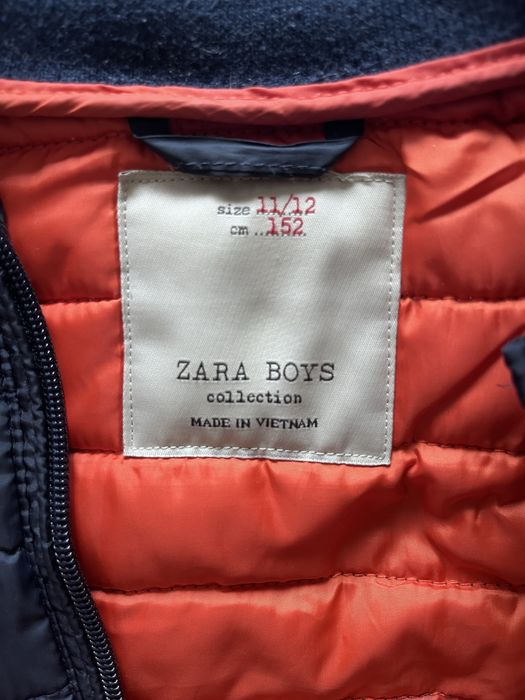 size 11/12
cm 152
ZARA BOYS
collection
MADE IN VIETNAM